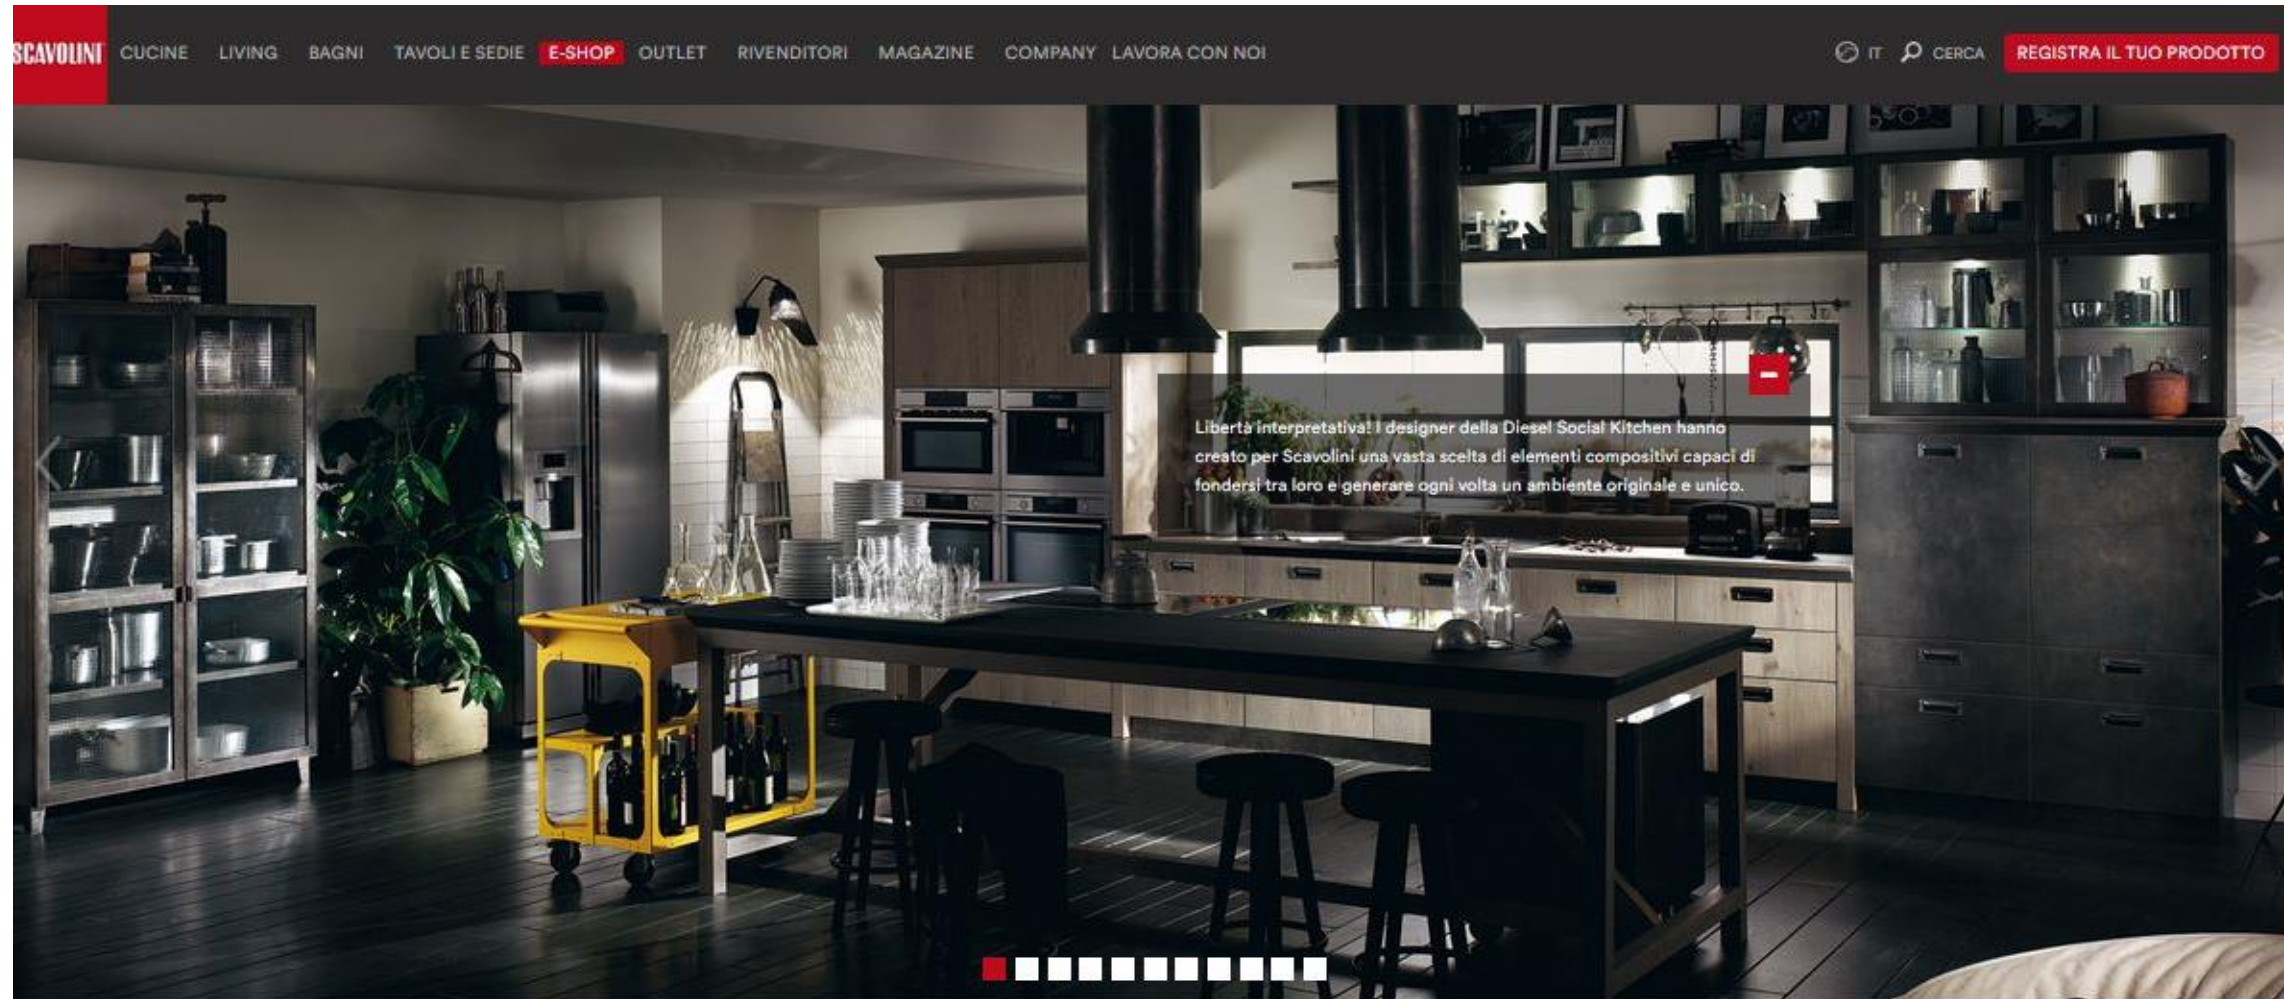 SCAVOLINI CUCINE LIVING BAGNI TAVOLI E SEDIE E-SHOP OUTLET RIVENDITORI MAGAZINE COMPANY LAVORA CON NOI IT CERCA REGISTRA IL TUO PRODOTTO
Libertà interpretativa! I designer della Diesel Social Kitchen hanno
creato per Scavolini una vasta scelta di elementi compositivi capaci di
fondersi tra loro e generare ogni volta un ambiente originale e unico.